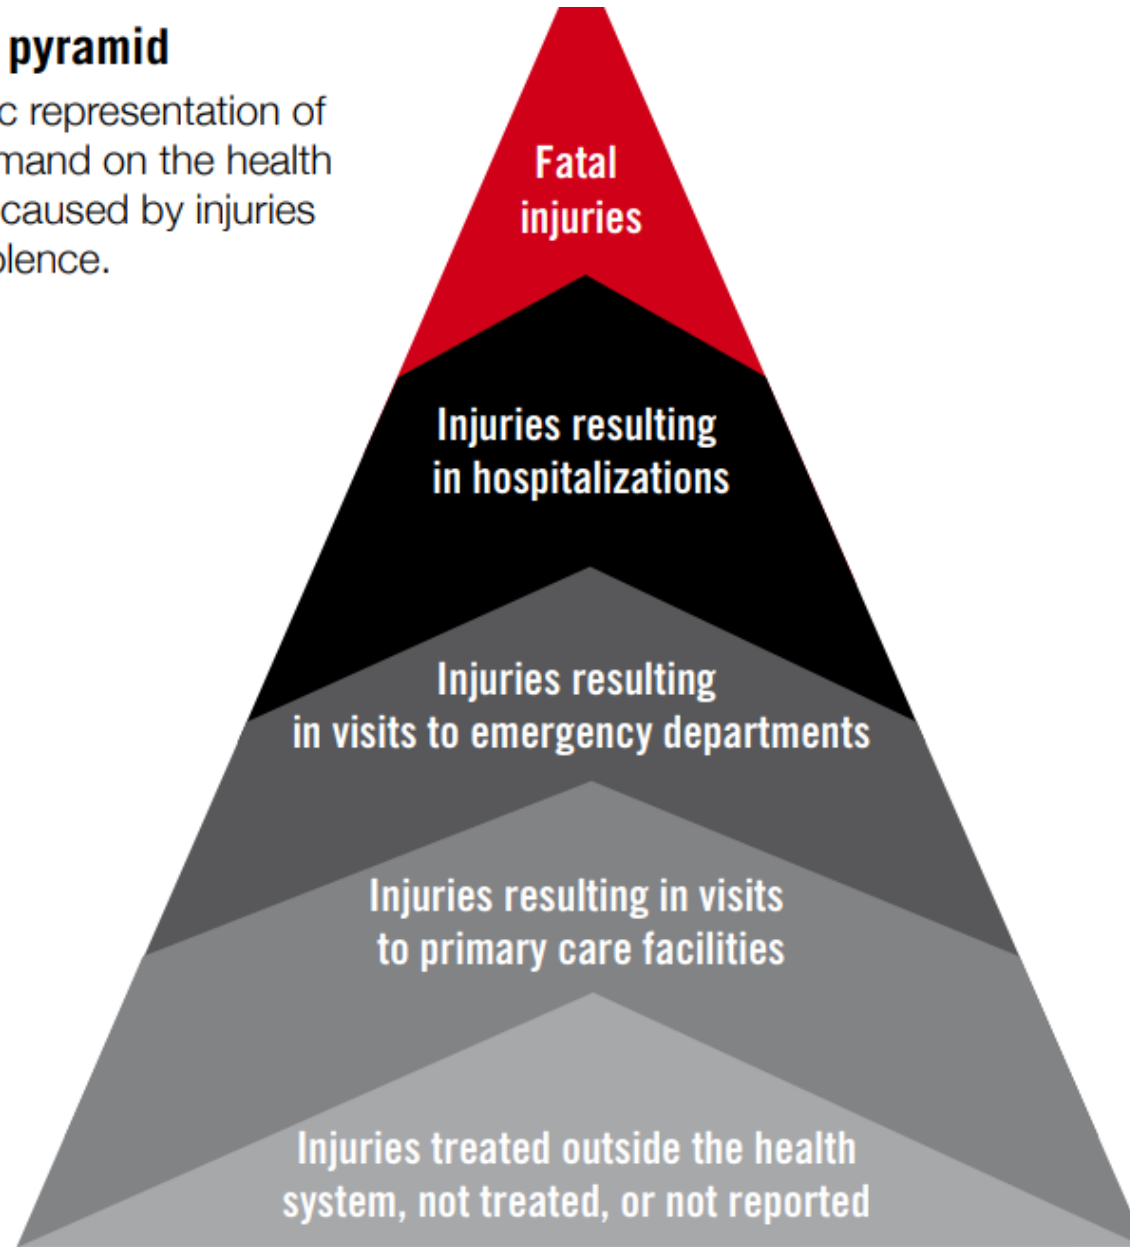 pyramid
representation of
on the health
caused by injuries
Fatal
injuries
Injuries resulting
in hospitalizations
Injuries resulting
in visits to emergency departments
Injuries resulting in visits
to primary care facilities
Injuries treated outside the health
system, not treated, or not reported